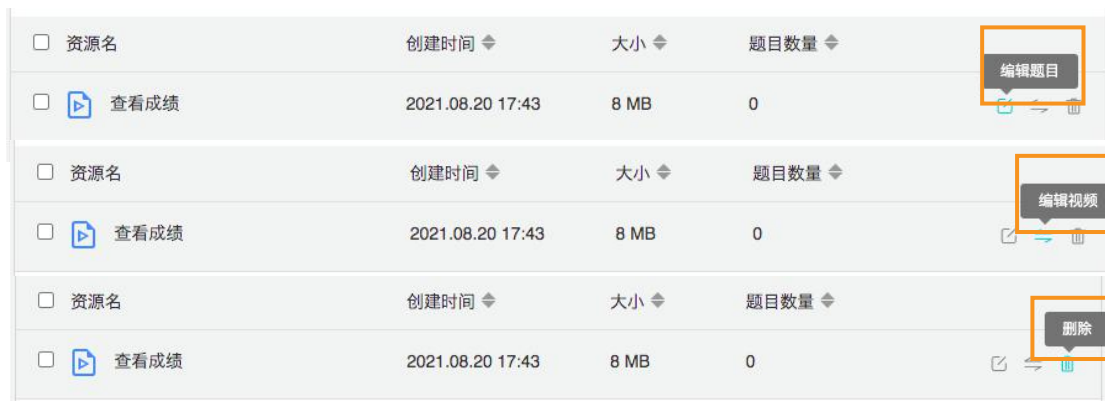 资源名 创建时间 大小 题目数量
编辑题目
查看成绩 2021.08.20 17:43 8 MB 0
资源名 创建时间 大小 题目数量
编辑视频
查看成绩 2021.08.20 17:43 8 MB 0
资源名 创建时间 大小 题目数量
删除
查看成绩 2021.08.20 17:43 8 MB 0